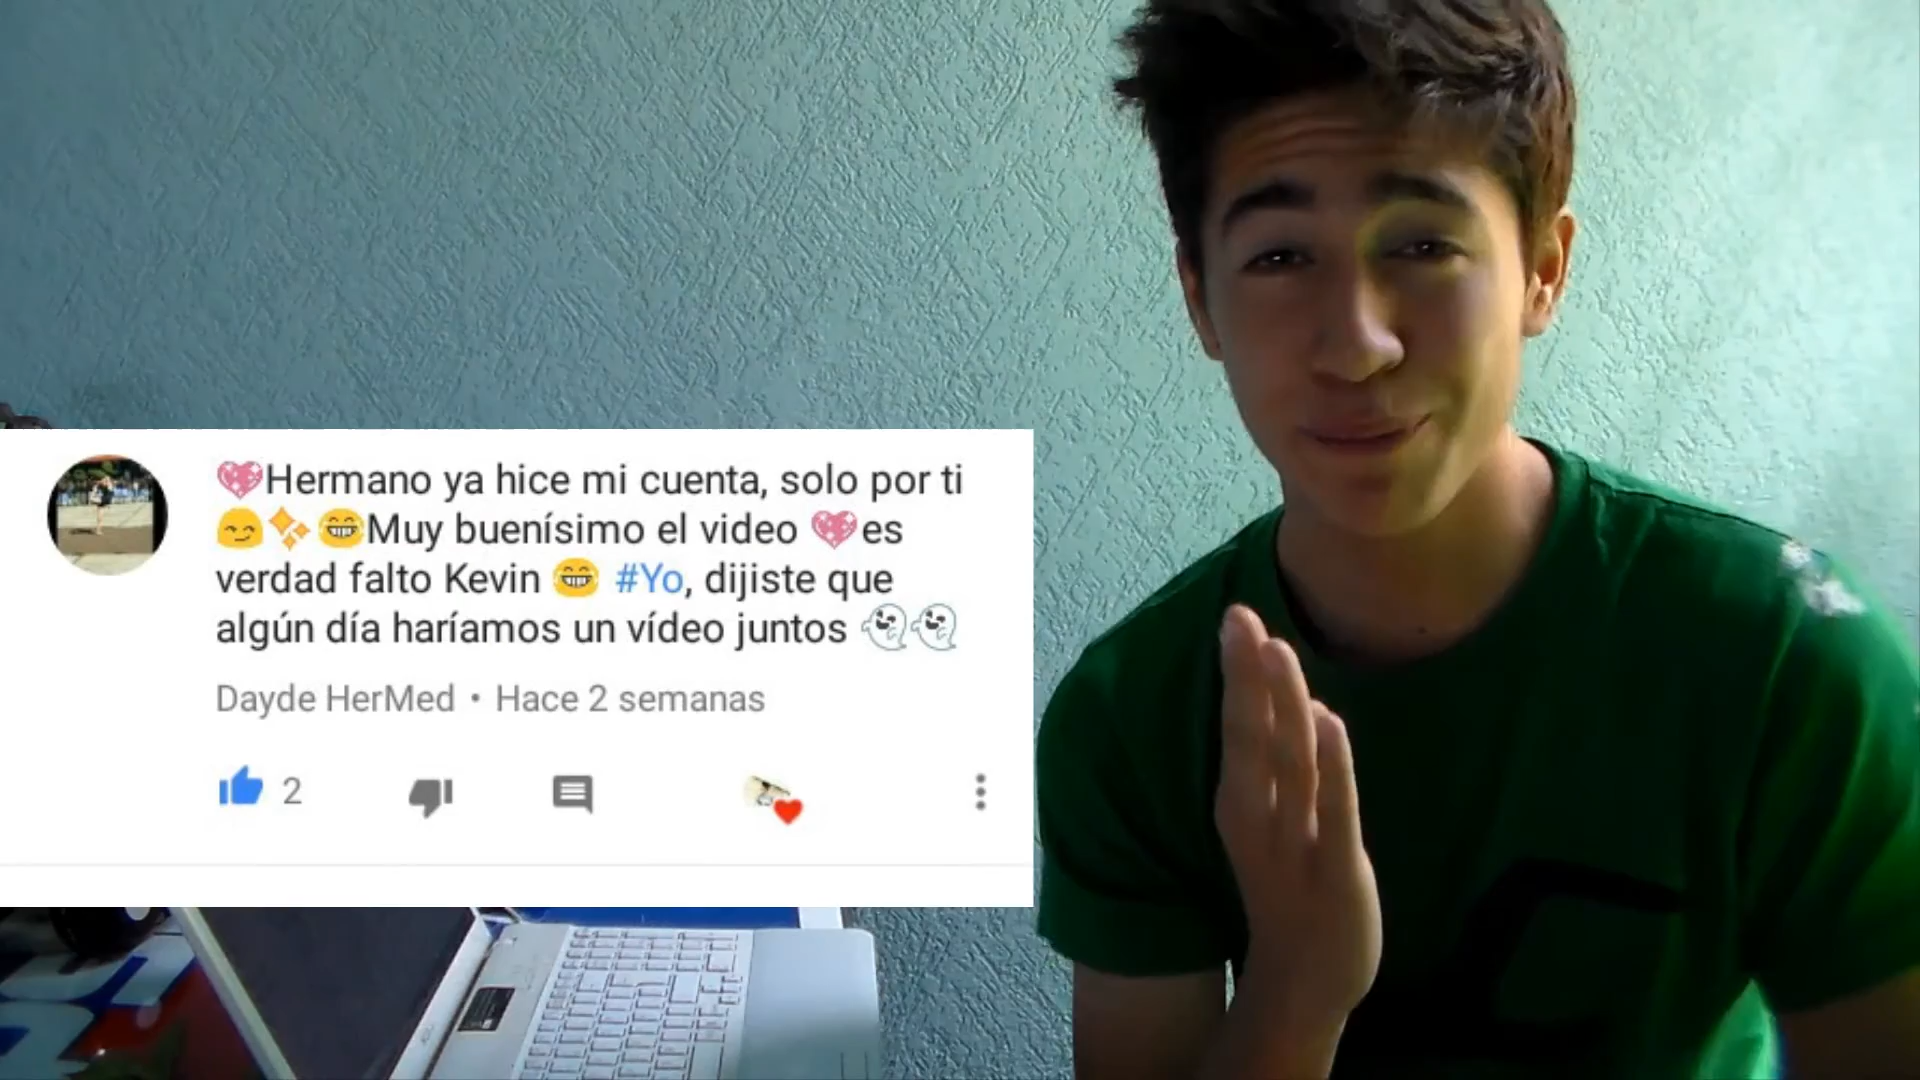 💖Hermano ya hice mi cuenta, solo por ti
😏✨😁Muy buenísimo el video 💖es
verdad falto Kevin 😁 #Yo, dijiste que
algún día haríamos un vídeo juntos 👻👻
Dayde HerMed • Hace 2 semanas
2